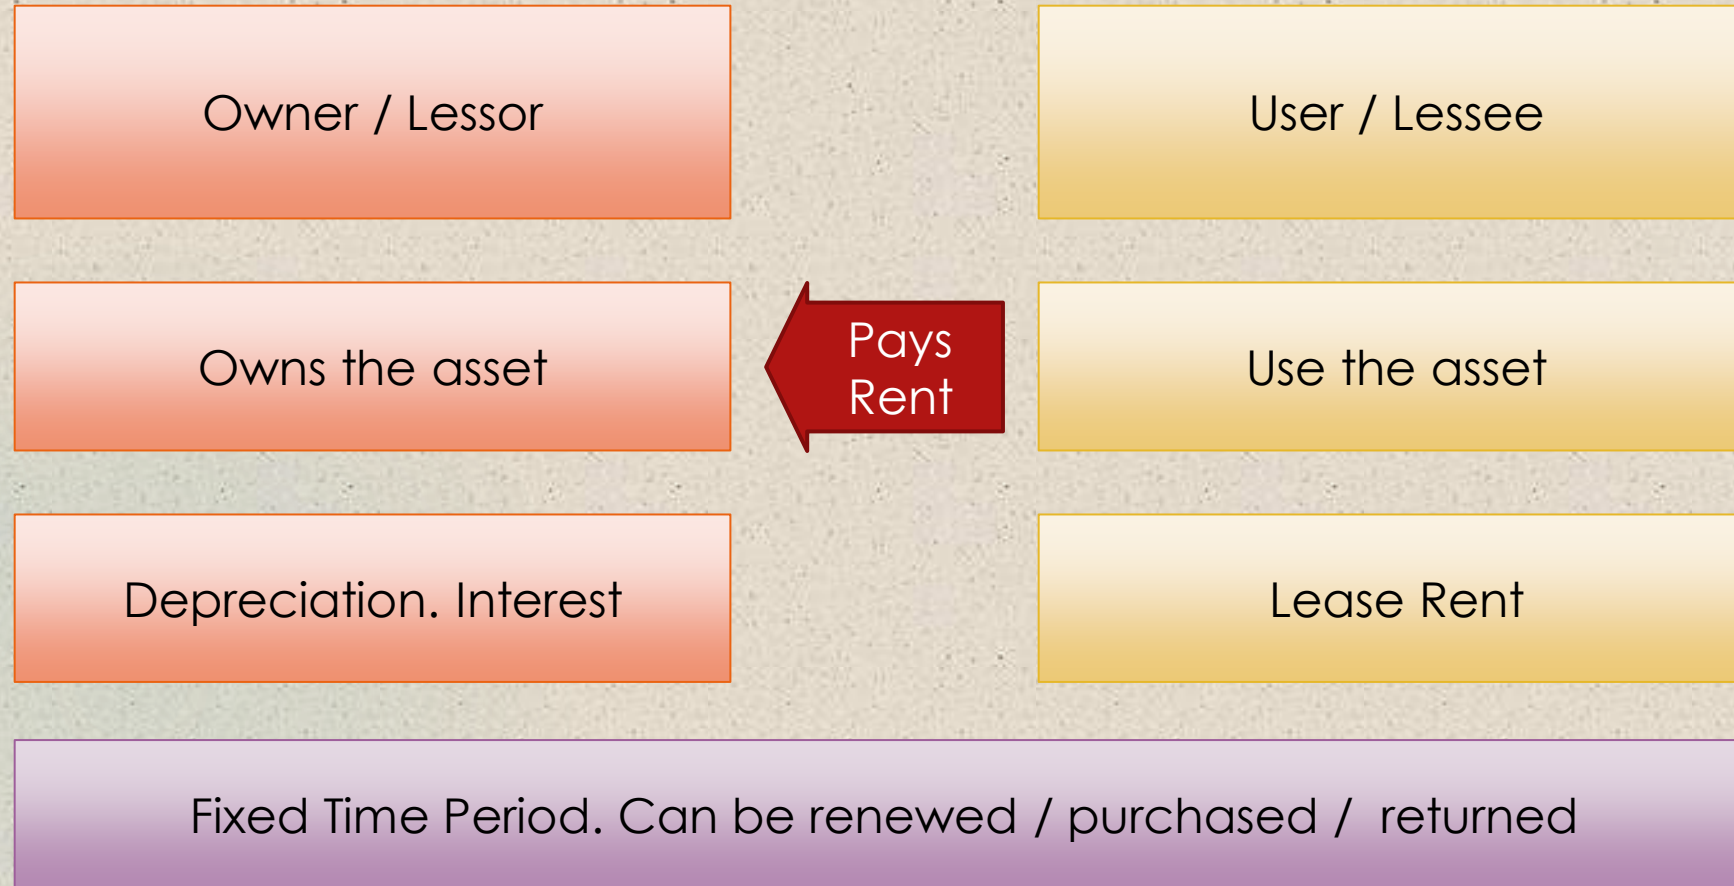 Owner / Lessor
User / Lessee
Owns the asset
Pays
Rent
Use the asset
Depreciation. Interest
Lease Rent
Fixed Time Period. Can be renewed / purchased / returned